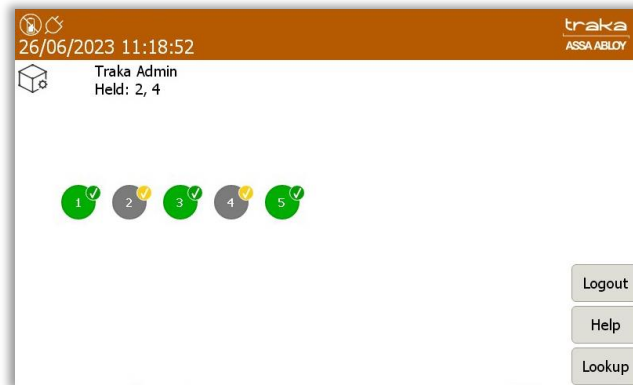 traka
26/06/2023 11:18:52
ASSA ABLOY
Traka Admin
Held: 2, 4
1 2 3 4 5
Logout
Help
Lookup